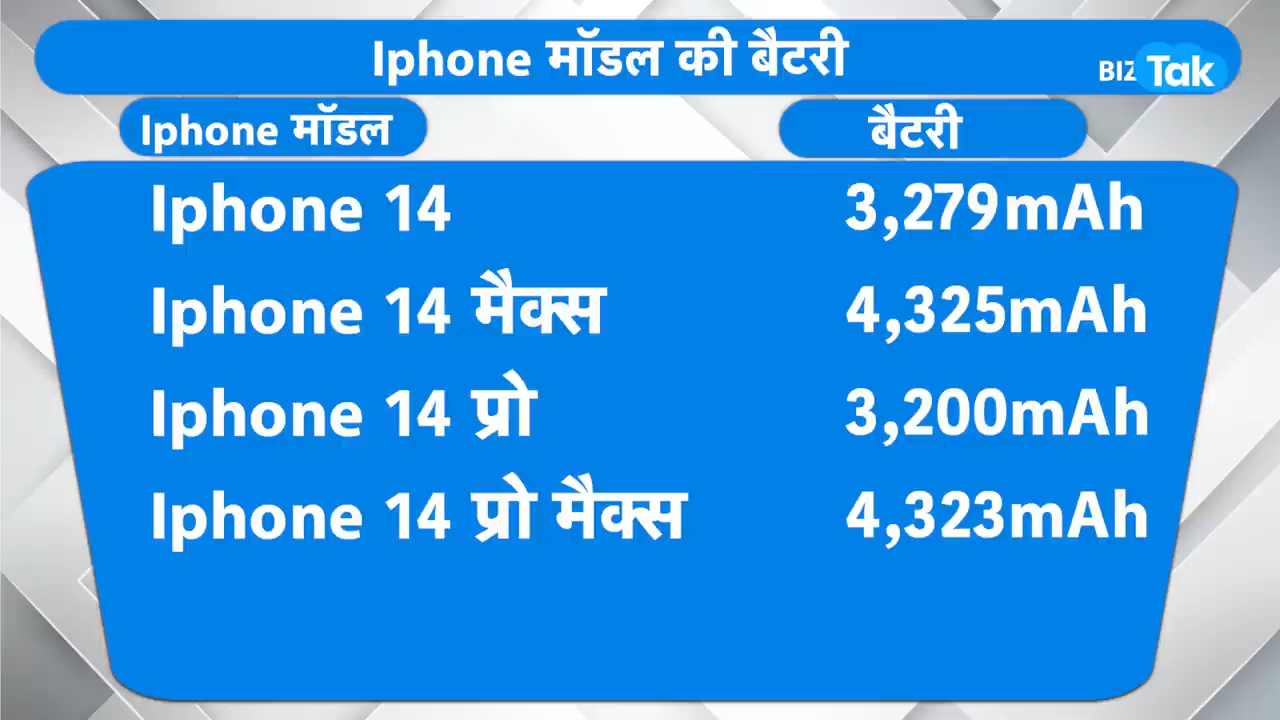 Iphone मॉडल की बैटरी
BIZ Tak
Iphone मॉडल बैटरी
Iphone 14 3,279mAh
Iphone 14 मैक्स 4,325mAh
Iphone 14 प्रो 3,200mAh
Iphone 14 प्रो मैक्स 4,323mAh